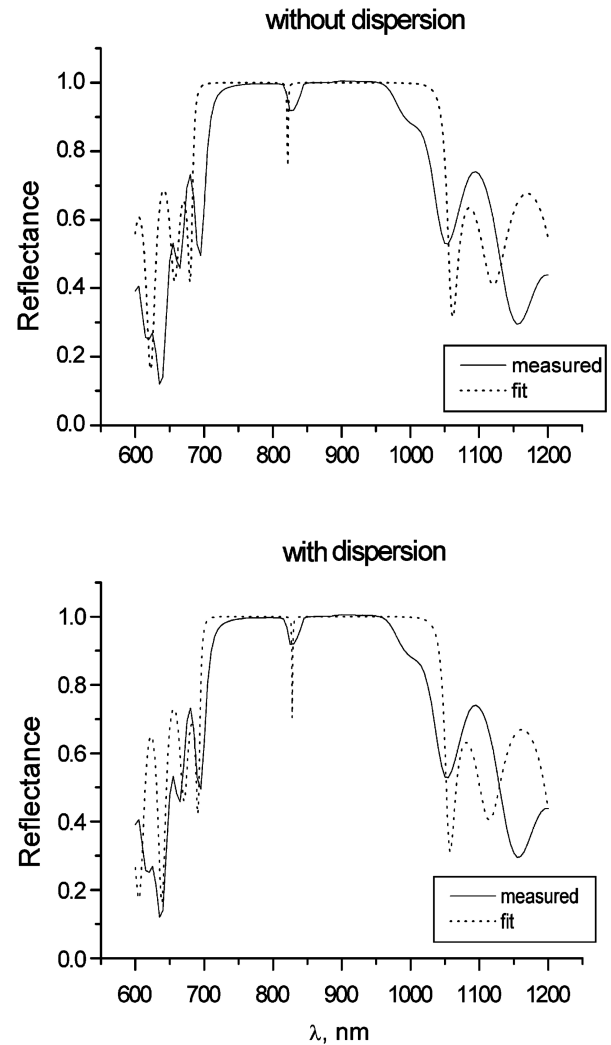 without dispersion
1.0
0.8
0.6
0.4
0.2
0.0
Reflectance
measured
fit
600 700 800 900 1000 1100 1200
with dispersion
1.0
0.8
0.6
0.4
0.2
0.0
Reflectance
measured
fit
600 700 800 900 1000 1100 1200
λ, nm